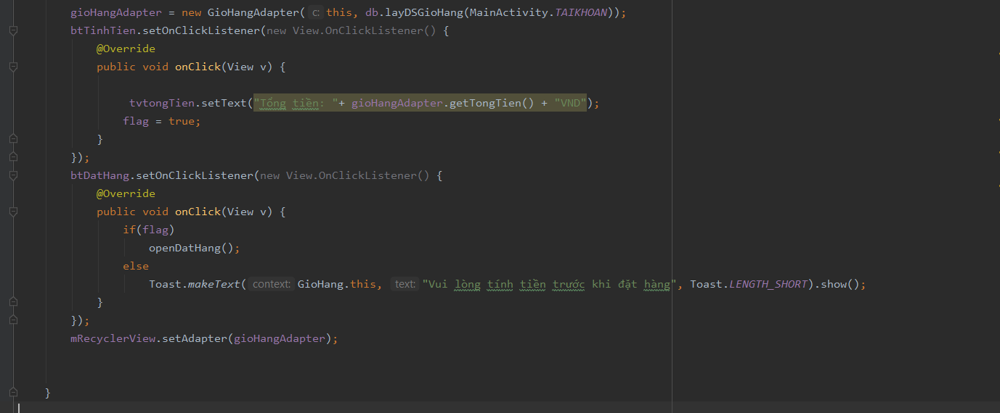 gioHangAdapter = new GioHangAdapter( c: this, db.layDSGioHang(MainActivity.TAIKHOAN));
btTinhTien.setOnClickListener(new View.OnClickListener() {
@Override
public void onClick(View v) {
tvtongTien.setText("Tổng tiền: "+ gioHangAdapter.getTongTien() + "VND");
flag = true;
}
});
btDatHang.setOnClickListener(new View.OnClickListener() {
@Override
public void onClick(View v) {
if(flag)
openDatHang();
else
Toast.makeText( context: GioHang.this, text: "Vui lòng tính tiền trước khi đặt hàng", Toast.LENGTH_SHORT).show();
}
});
mRecyclerView.setAdapter(gioHangAdapter);
}